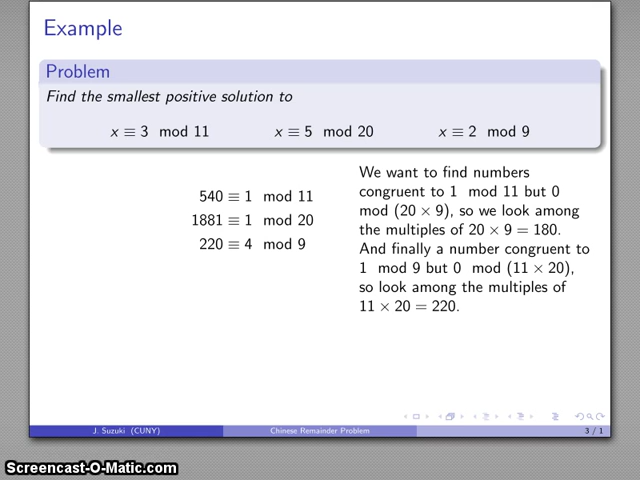 Example
Problem
Find the smallest positive solution to
x ≡ 3 mod 11 x ≡ 5 mod 20 x ≡ 2 mod 9
540 ≡ 1 mod 11
1881 ≡ 1 mod 20
220 ≡ 4 mod 9
We want to find numbers
congruent to 1 mod 11 but 0
mod (20 × 9), so we look among
the multiples of 20 × 9 = 180.
And finally a number congruent to
1 mod 9 but 0 mod (11 × 20),
so look among the multiples of
11 × 20 = 220.
J. Suzuki (CUNY) Chinese Remainder Problem 3 / 1
Screencast-O-Matic.com